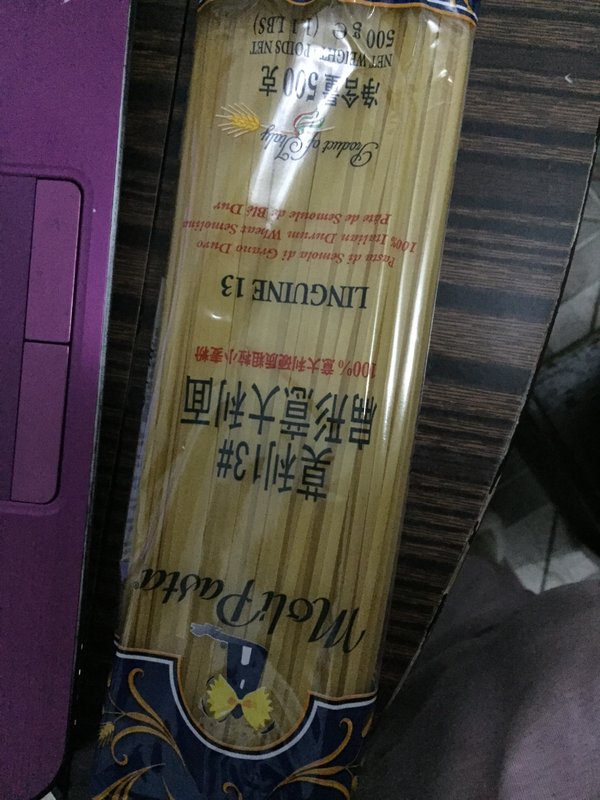 Moli Pasta
莫利13#
扁形意大利面
100% 意大利硬质粗粒小麦粉
LINGUINE 13
Pasta di Semola di Grano Duro
100% Italian Durum Wheat Semolina
Pâte de Semoule de Blé Dur
Product of Italy
净含量500克
NET WEIGHT - POIDS NET
500 g ℮ (1.1 LBS)